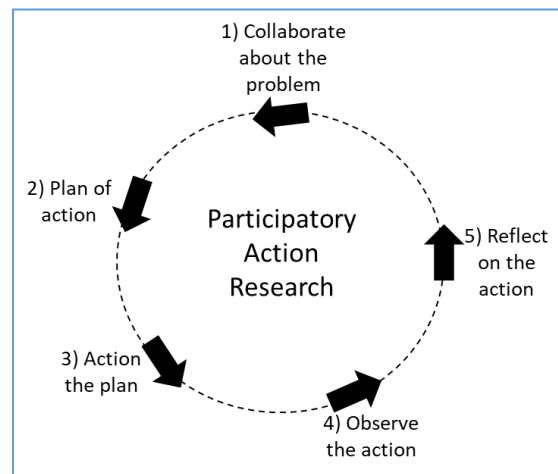 1) Collaborate
about the
problem
2) Plan of
action
3) Action
the plan
4) Observe
the action
5) Reflect
on the
action
Participatory
Action
Research